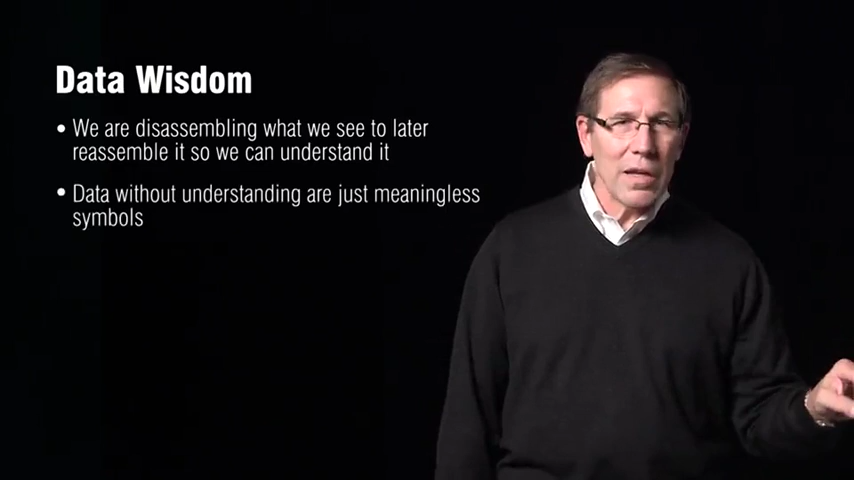 Data Wisdom
• We are disassembling what we see to later
reassemble it so we can understand it
• Data without understanding are just meaningless
symbols